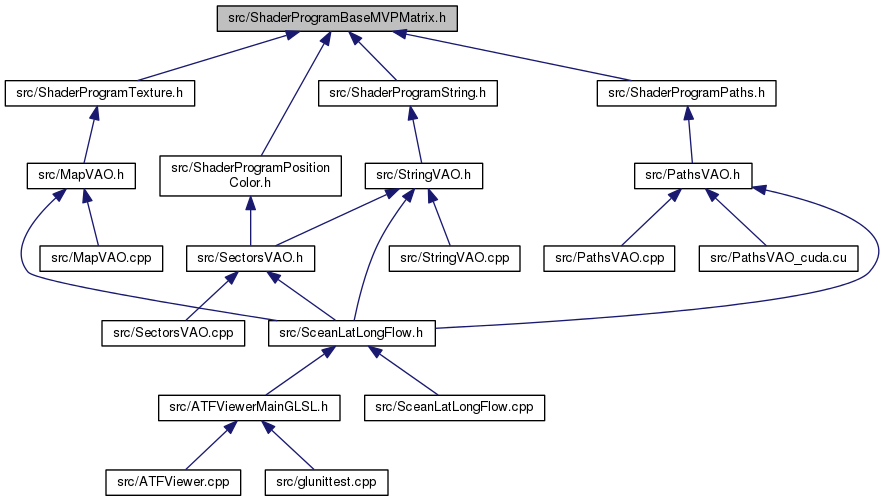 src/ShaderProgramBaseMVPMatrix.h
src/ShaderProgramTexture.h
src/ShaderProgramString.h
src/ShaderProgramPaths.h
src/MapVAO.h
src/ShaderProgramPosition
Color.h
src/StringVAO.h
src/PathsVAO.h
src/MapVAO.cpp
src/SectorsVAO.h
src/StringVAO.cpp
src/PathsVAO.cpp
src/PathsVAO_cuda.cu
src/SectorsVAO.cpp
src/SceanLatLongFlow.h
src/ATFViewerMainGLSL.h
src/SceanLatLongFlow.cpp
src/ATFViewer.cpp
src/glunittest.cpp